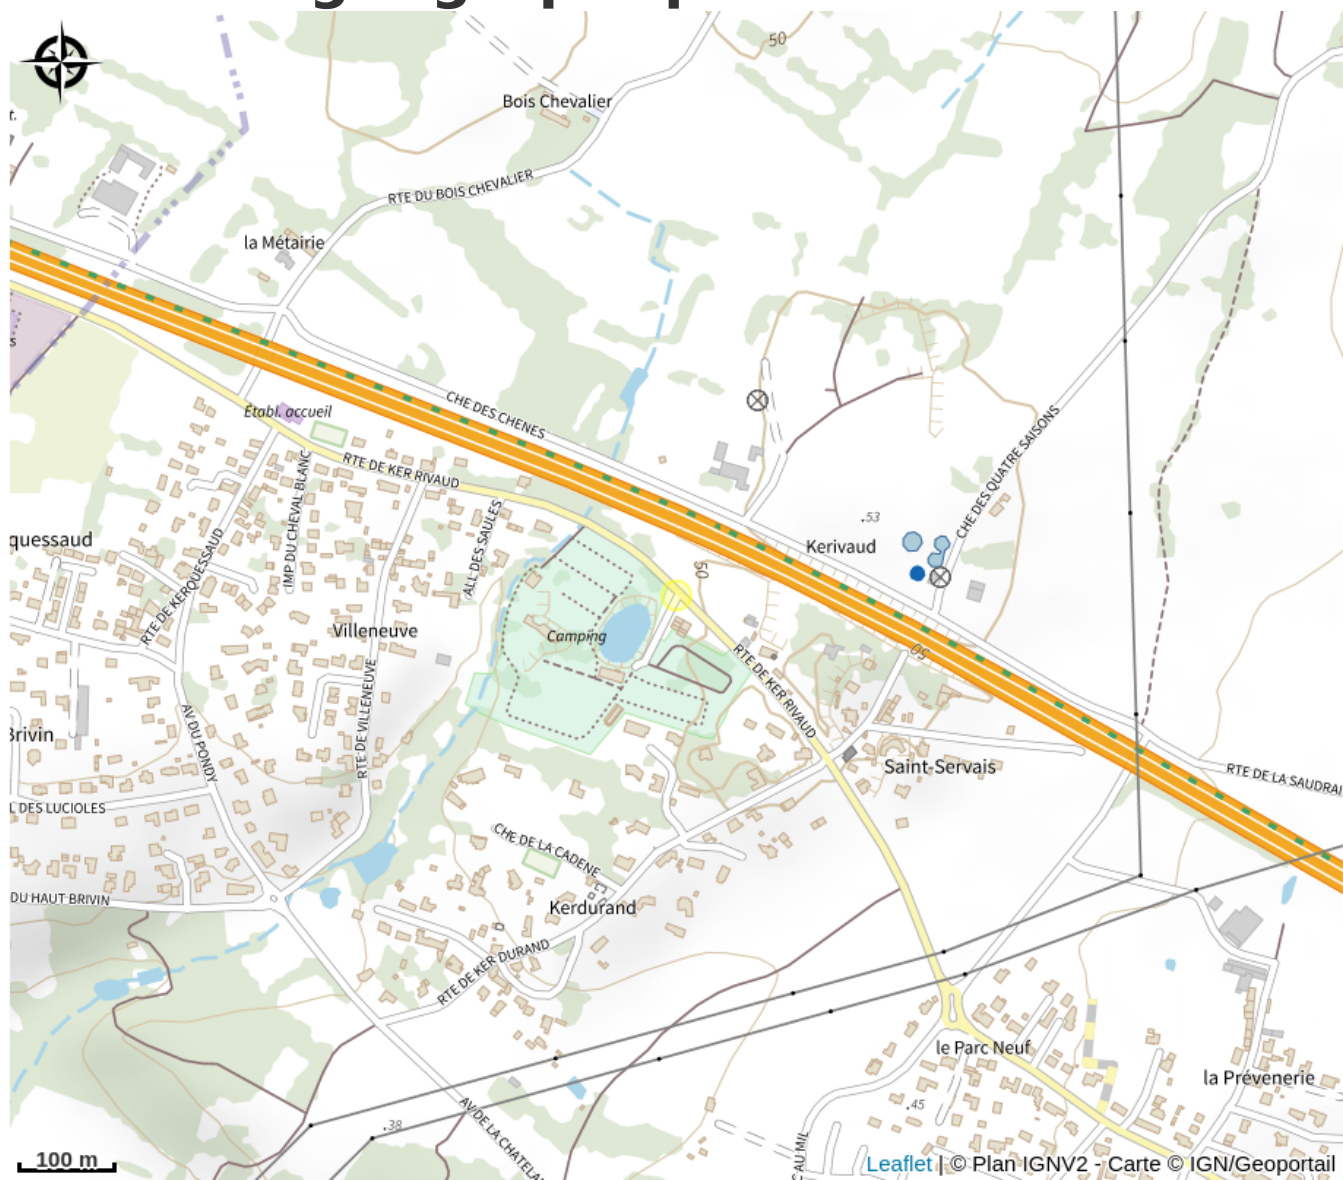 50
Bois Chevalier
t.
RTE DU BOIS CHEVALIER
la Métairie
s
CHE DES CHENES
Établ. accueil
RTE DE KER RIVAUD
IMP DU CHEVAL BLANC
CHE DES QUATRE SAISONS
.53
quessaud
Kerivaud
ALL DES SAULES
RTE DE KERQUESSAUD
50
Villeneuve
Camping
50
RTE DE KER RIVAUD
RTE DE VILLENEUVE
AV DU PONDY
Brivin
Saint-Servais
RTE DE LA SAUDRAI
L DES LUCIOLES
CHE DE LA CADENE
DU HAUT BRIVIN
Kerdurand
RTE DE KER DURAND
le Parc Neuf
la Prévenerie
.45
.38
AV DE LA CHATELA
C AU MIL
100 m
Leaflet | © Plan IGNV2 - Carte © IGN/Geoportail